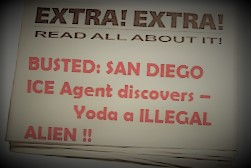 EXTRA! EXTRA!
READ ALL ABOUT IT!
BUSTED: SAN DIEGO
ICE Agent discovers –
Yoda a ILLEGAL
ALIEN !!